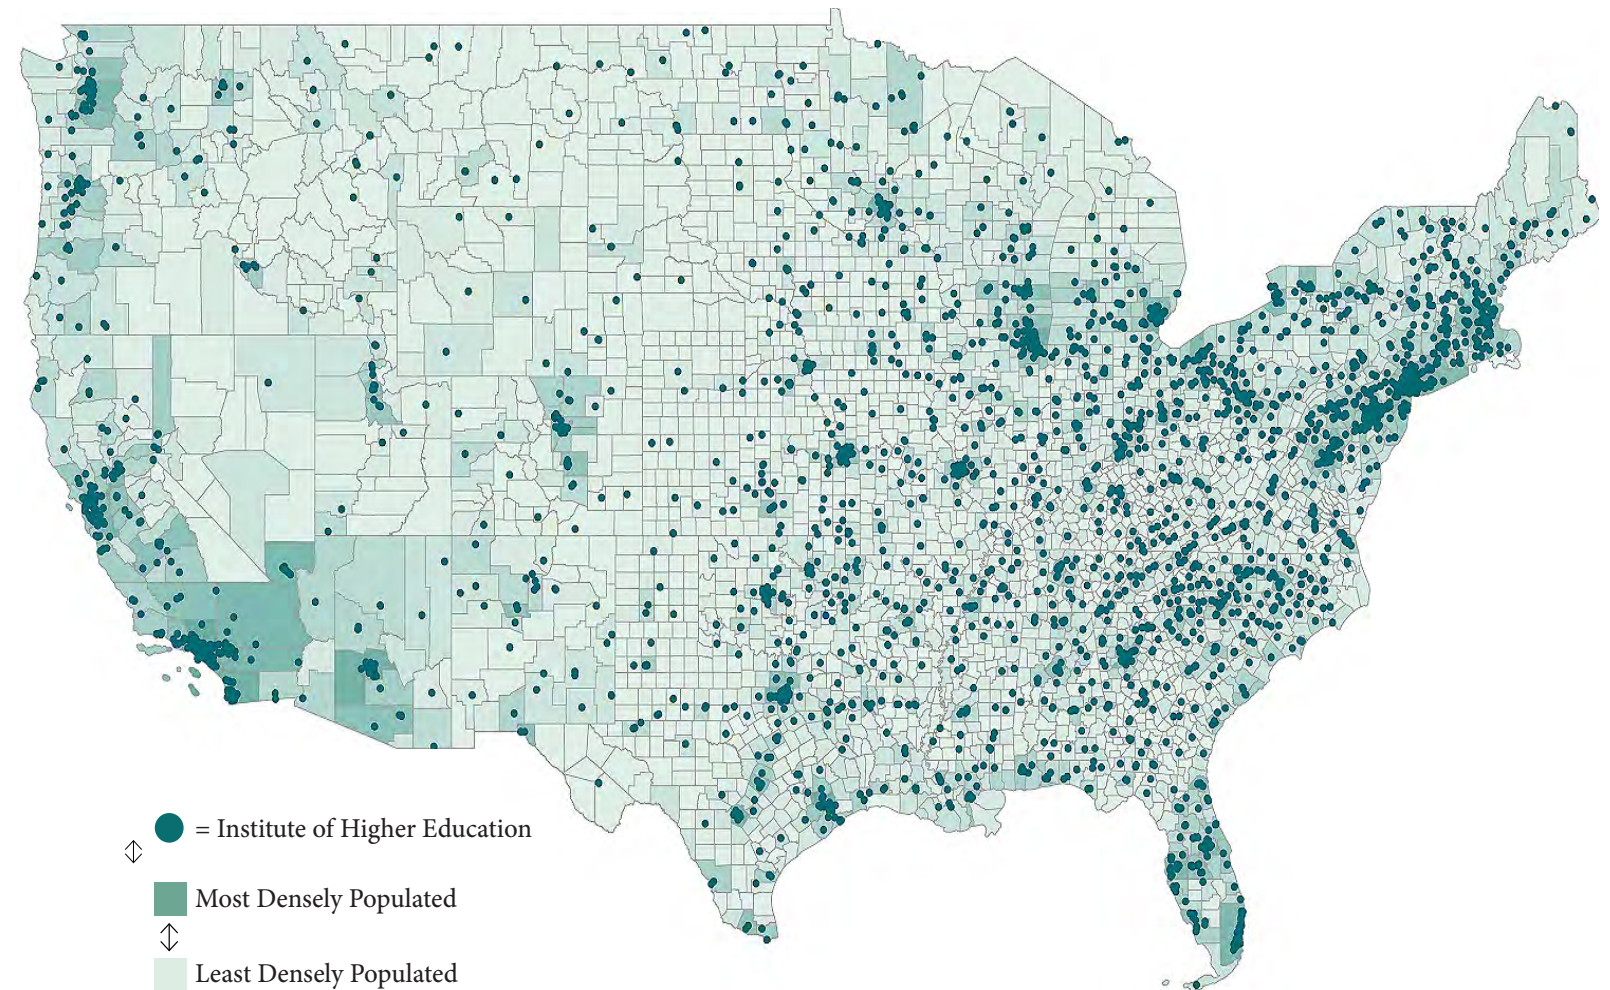 = Institute of Higher Education
Most Densely Populated
Least Densely Populated